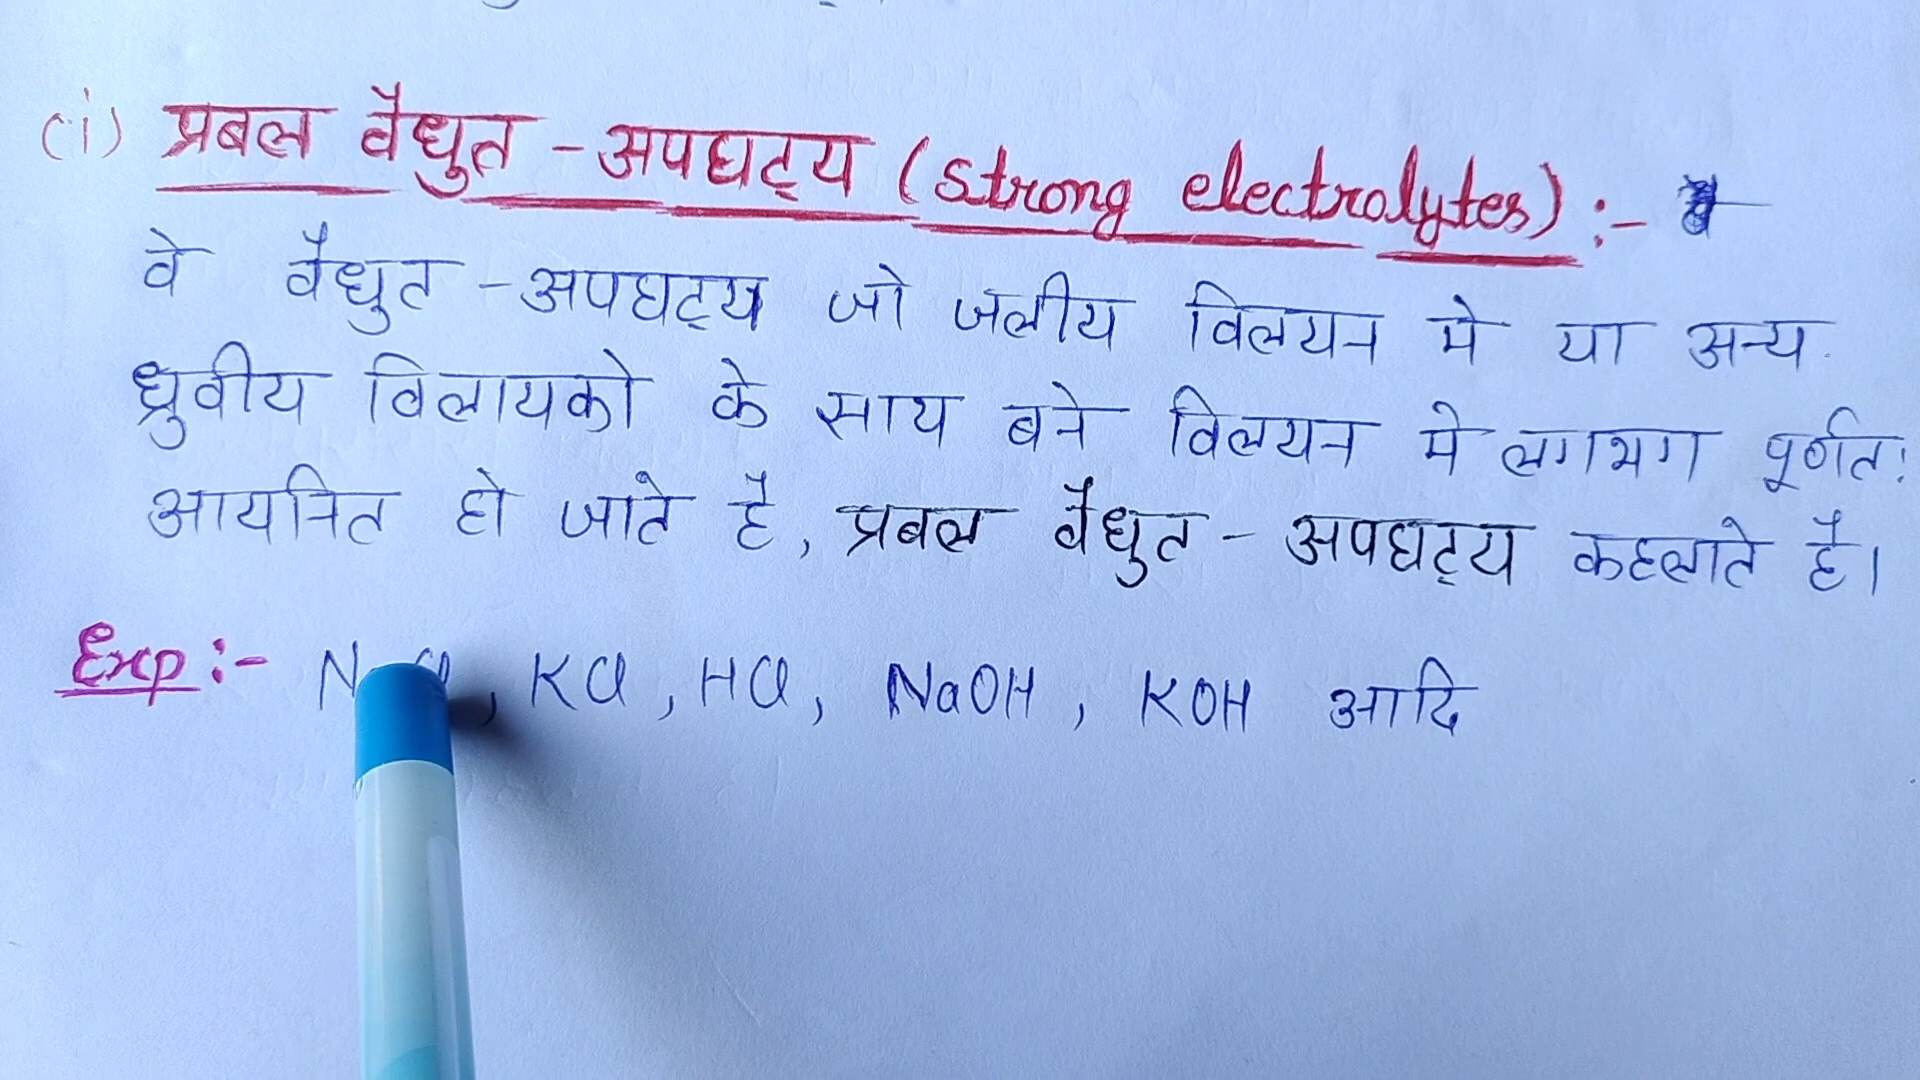 (i) प्रबल वैधुत - अपघट्य (Strong electrolytes) :-
वे वैधुत - अपघट्य जो जलीय विलयन मे या अन्य
ध्रुवीय विलायको के साथ बने विलयन मे लगभग पूर्णत:
आयनित हो जाते है, प्रबल वैधुत - अपघट्य कहलाते है।
Exp :- , KCl, HCl, NaOH, KOH आदि